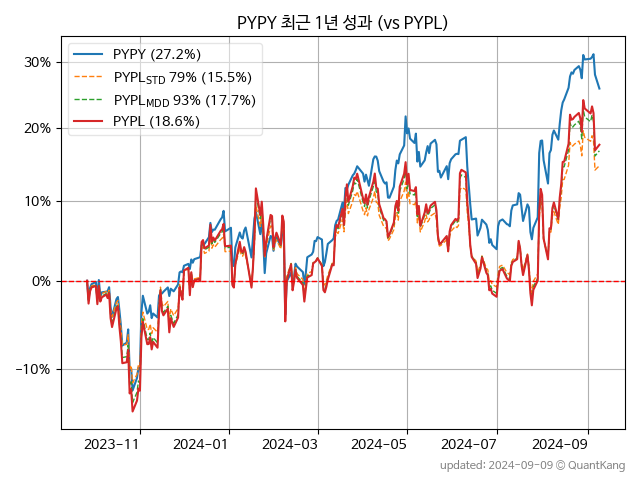 PYPY 최근 1년 성과 (vs PYPL)
PYPY (27.2%)
PYPL_STD 79% (15.5%)
PYPL_MDD 93% (17.7%)
PYPL (18.6%)
30%
20%
10%
0%
−10%
2023-11
2024-01
2024-03
2024-05
2024-07
2024-09
updated: 2024-09-09 © QuantKang